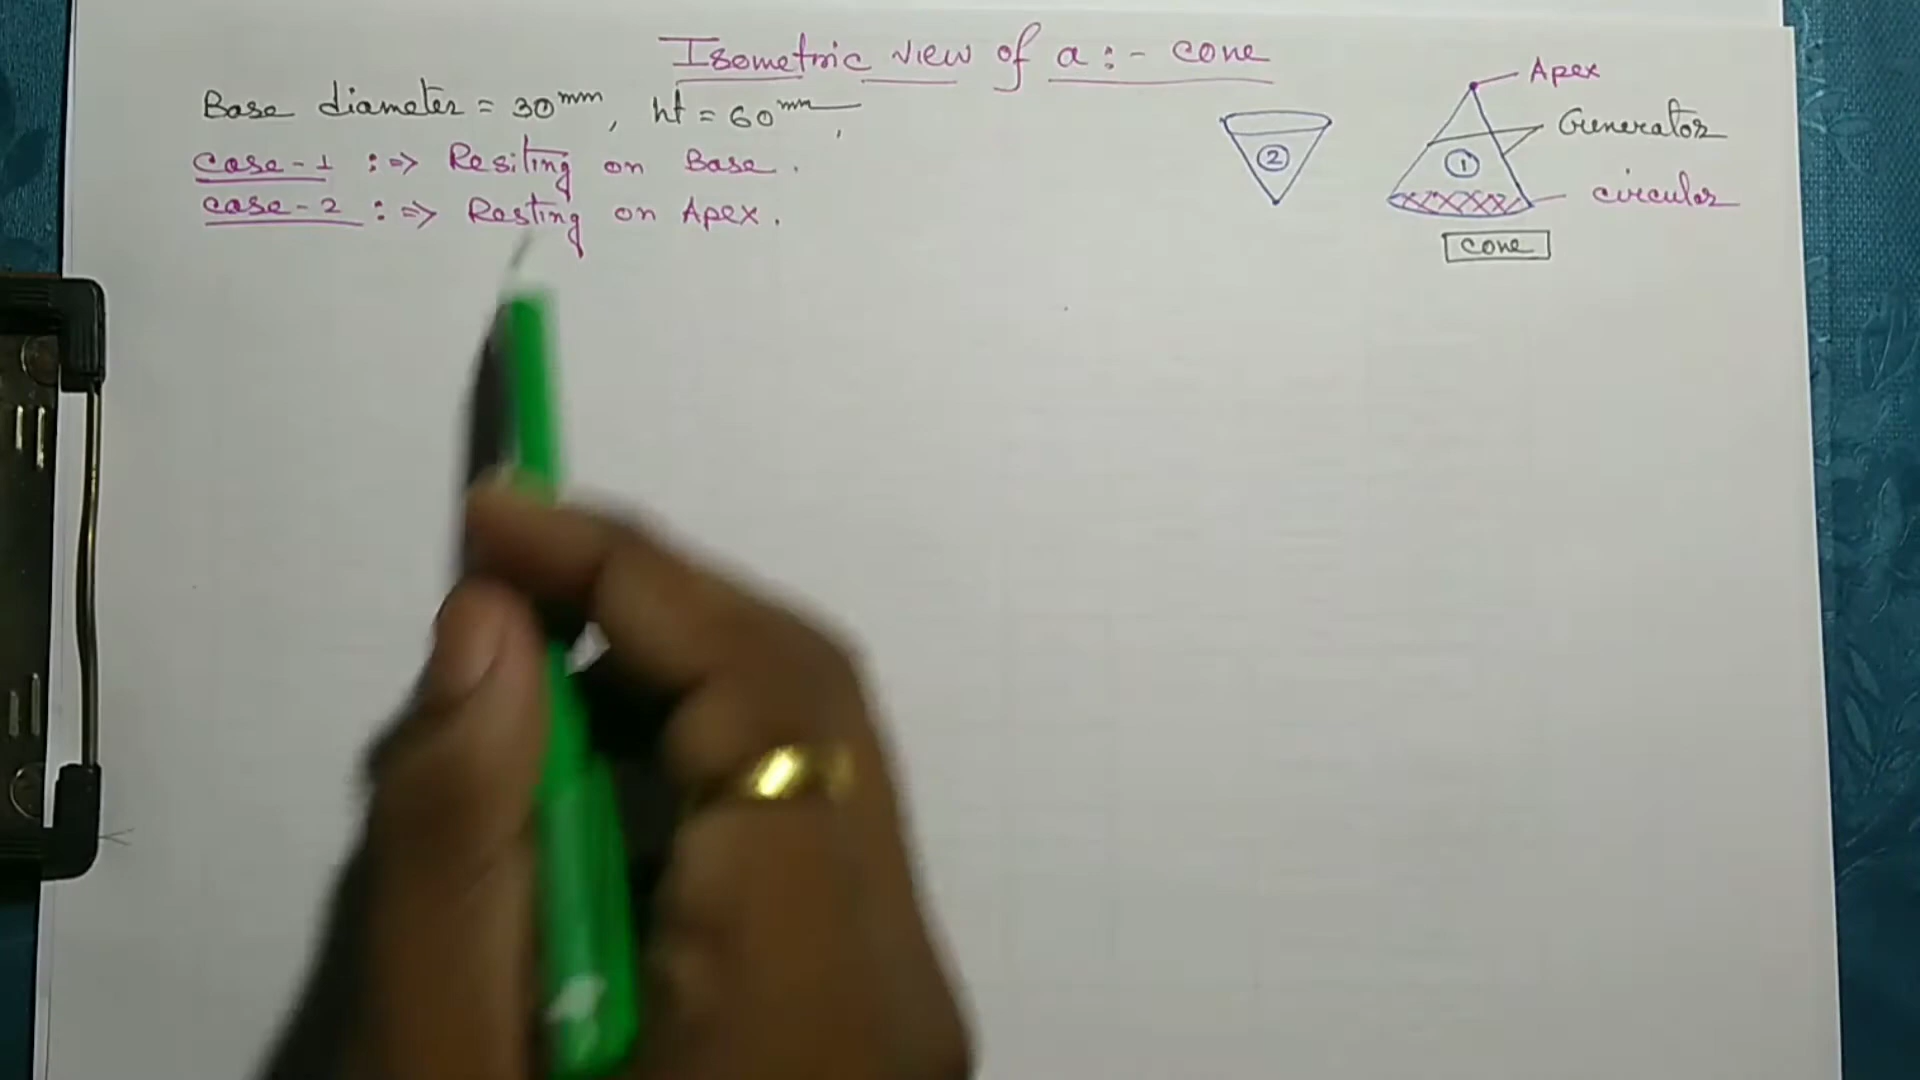 Isometric view of a :- cone
Base diameter = 30mm, ht = 60mm,
case-1 :⇒ Resiting on Base.
case-2 :⇒ Resting on Apex.
Apex
Generator
circular
②
①
cone